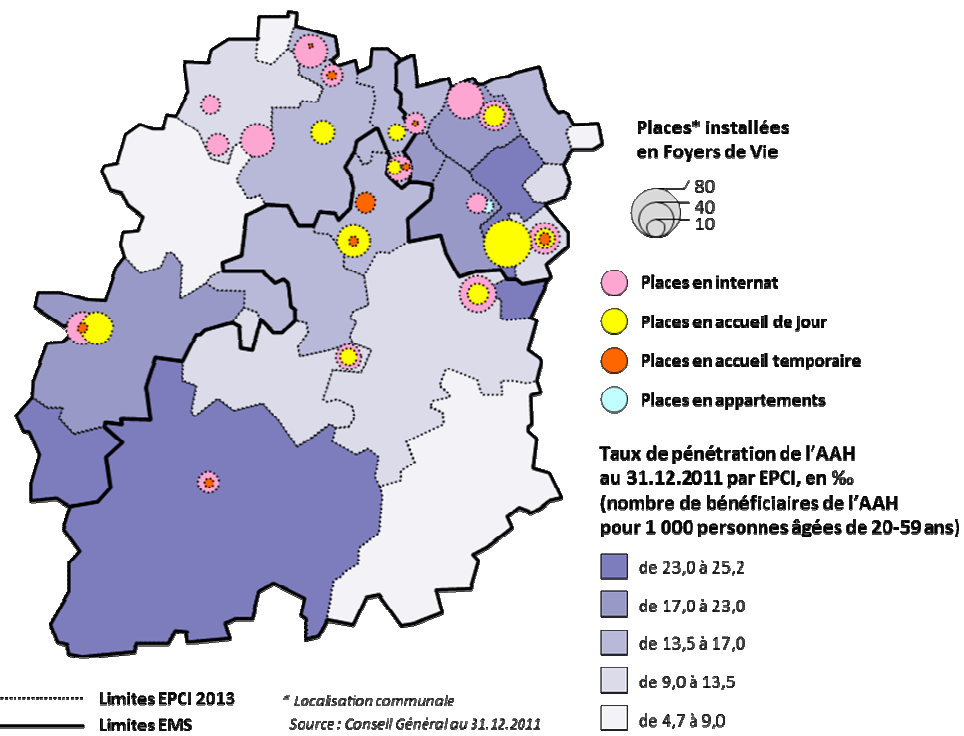 Places* installées
en Foyers de Vie
80
40
10
Places en internat
Places en accueil de jour
Places en accueil temporaire
Places en appartements
Taux de pénétration de l'AAH
au 31.12.2011 par EPCI, en ‰
(nombre de bénéficiaires de l'AAH
pour 1 000 personnes âgées de 20-59 ans)
de 23,0 à 25,2
de 17,0 à 23,0
de 13,5 à 17,0
de 9,0 à 13,5
de 4,7 à 9,0
Limites EPCI 2013
* Localisation communale
Limites EMS
Source : Conseil Général au 31.12.2011